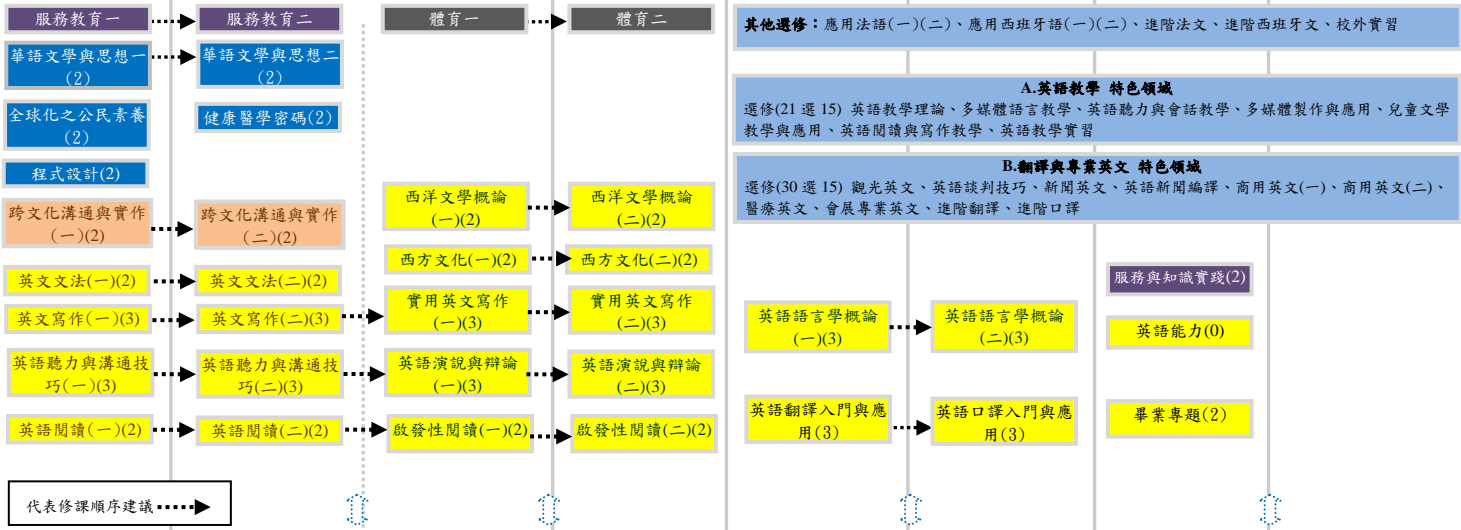 服務教育一
服務教育二
體育一
體育二
華語文學與思想一
(2)
華語文學與思想二
(2)
全球化之公民素養
(2)
健康醫學密碼(2)
程式設計(2)
跨文化溝通與實作
(一)(2)
跨文化溝通與實作
(二)(2)
西洋文學概論
(一)(2)
西洋文學概論
(二)(2)
西方文化(一)(2)
西方文化(二)(2)
英文文法(一)(2)
英文文法(二)(2)
英文寫作(一)(3)
英文寫作(二)(3)
實用英文寫作
(一)(3)
實用英文寫作
(二)(3)
英語聽力與溝通技
巧(一)(3)
英語聽力與溝通技
巧(二)(3)
英語演說與辯論
(一)(3)
英語演說與辯論
(二)(3)
英語閱讀(一)(2)
英語閱讀(二)(2)
啟發性閱讀(一)(2)
啟發性閱讀(二)(2)
代表修課順序建議
其他選修：應用法語(一)(二)、應用西班牙語(一)(二)、進階法文、進階西班牙文、校外實習
A.英語教學 特色領域
選修(21 選 15) 英語教學理論、多媒體語言教學、英語聽力與會話教學、多媒體製作與應用、兒童文學
教學與應用、英語閱讀與寫作教學、英語教學實習
B.翻譯與專業英文 特色領域
選修(30 選 15) 觀光英文、英語談判技巧、新聞英文、英語新聞編譯、商用英文(一)、商用英文(二)、
醫療英文、會展專業英文、進階翻譯、進階口譯
服務與知識實踐(2)
英語語言學概論
(一)(3)
英語語言學概論
(二)(3)
英語能力(0)
英語翻譯入門與應
用(3)
英語口譯入門與應
用(3)
畢業專題(2)